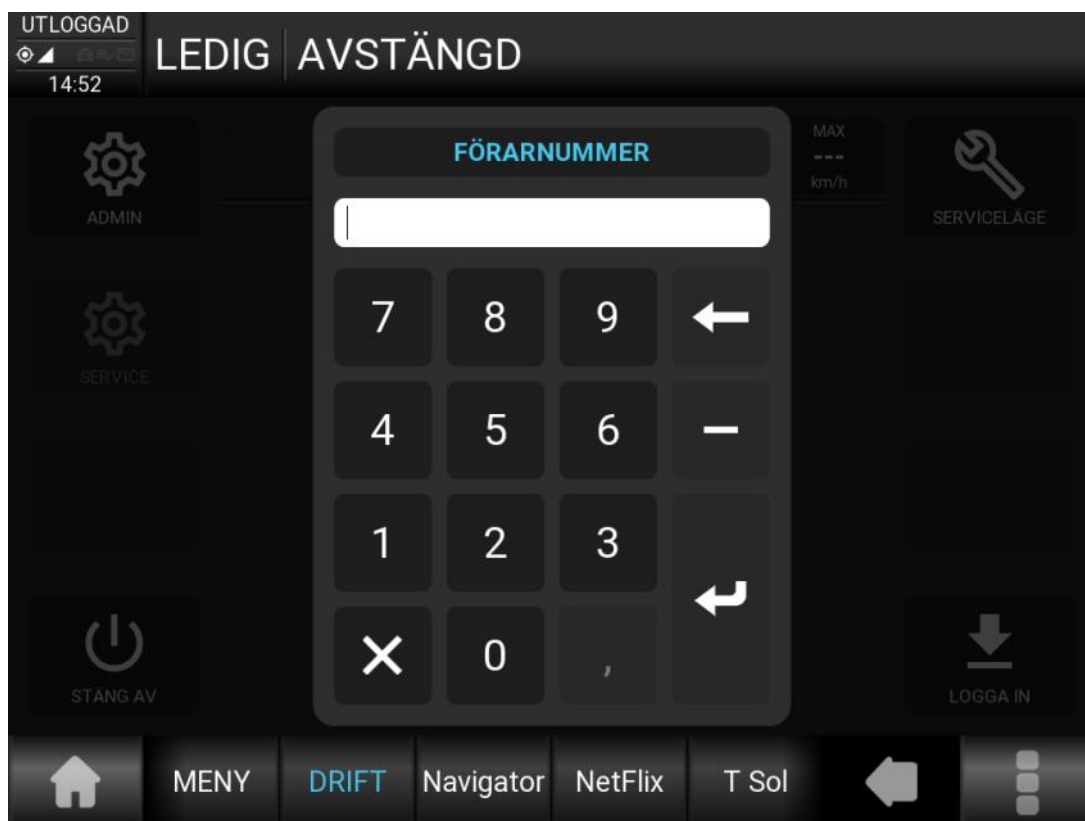 UTLOGGAD
14:52
LEDIG AVSTÄNGD
FÖRARNUMMER
ADMIN
MAX
---
km/h
SERVICELÄGE
7 8 9
SERVICE
4 5 6 –
1 2 3
0 ,
STÄNG AV
LOGGA IN
MENY DRIFT Navigator NetFlix T Sol